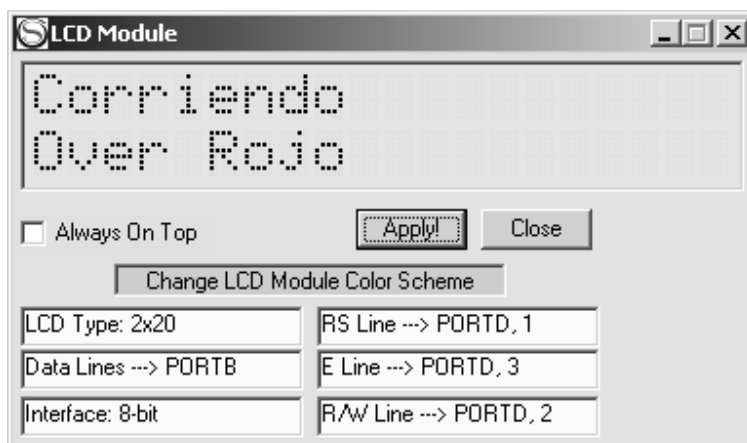 LCD Module
Corriendo
Over Rojo
Always On Top
Apply!
Close
Change LCD Module Color Scheme
LCD Type: 2x20
RS Line ---> PORTD, 1
Data Lines ---> PORTB
E Line ---> PORTD, 3
Interface: 8-bit
R/W Line ---> PORTD, 2